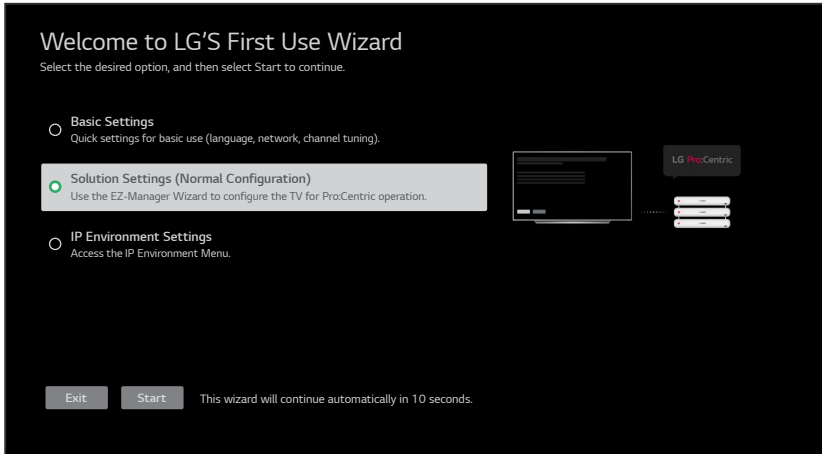 Welcome to LG'S First Use Wizard
Select the desired option, and then select Start to continue.
Basic Settings
Quick settings for basic use (language, network, channel tuning).
Solution Settings (Normal Configuration)
Use the EZ-Manager Wizard to configure the TV for Pro:Centric operation.
LG Pro:Centric
IP Environment Settings
Access the IP Environment Menu.
Exit
Start
This wizard will continue automatically in 10 seconds.